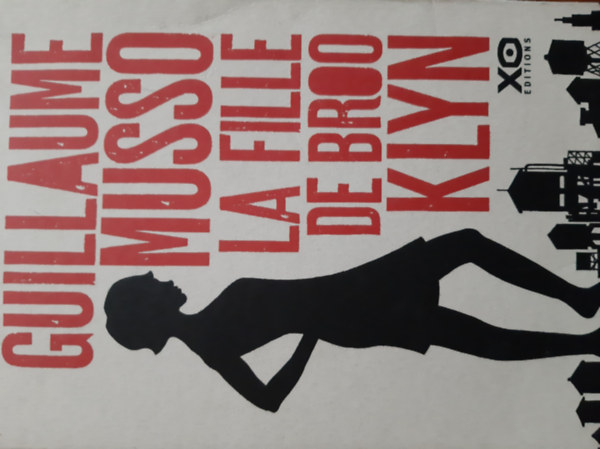 GUILLAUME
MUSSO
LA FILLE
DE BROO
KLYN
XO
EDITIONS